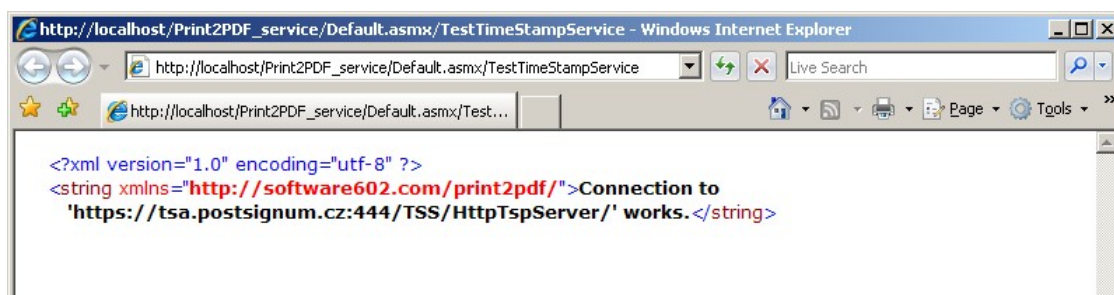 http://localhost/Print2PDF_service/Default.asmx/TestTimeStampService - Windows Internet Explorer
http://localhost/Print2PDF_service/Default.asmx/TestTimeStampService Live Search
http://localhost/Print2PDF_service/Default.asmx/Test... Page Tools »
<?xml version="1.0" encoding="utf-8" ?>
<string xmlns="http://software602.com/print2pdf/">Connection to
'https://tsa.postsignum.cz:444/TSS/HttpTspServer/' works.</string>